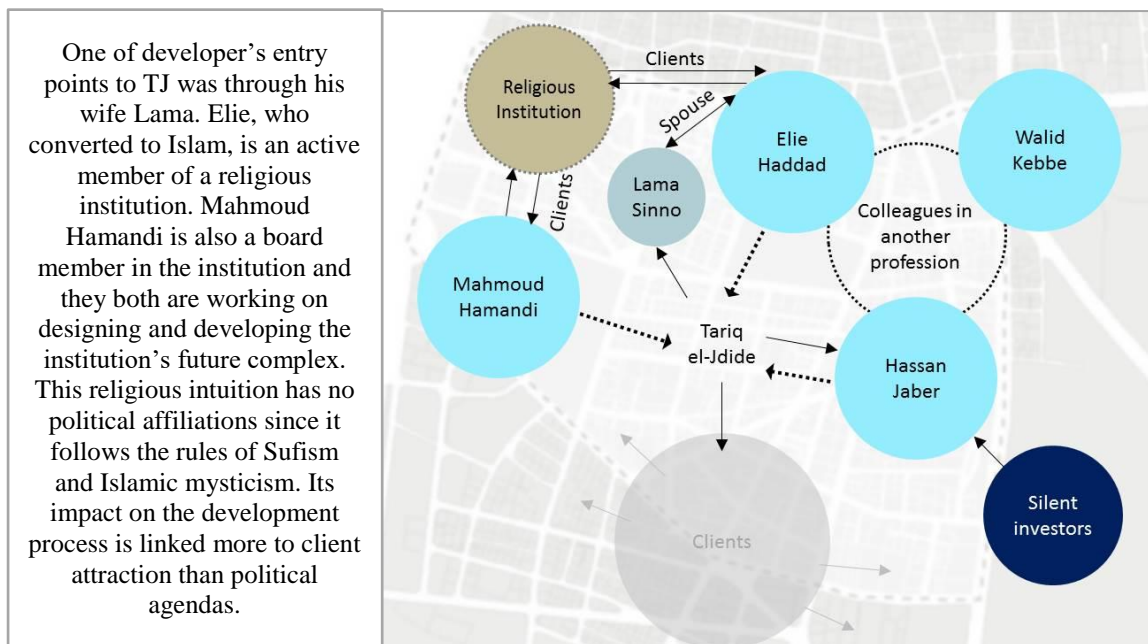 One of developer’s entry
points to TJ was through his
wife Lama. Elie, who
converted to Islam, is an active
member of a religious
institution. Mahmoud
Hamandi is also a board
member in the institution and
they both are working on
designing and developing the
institution’s future complex.
This religious intuition has no
political affiliations since it
follows the rules of Sufism
and Islamic mysticism. Its
impact on the development
process is linked more to client
attraction than political
agendas.
Religious
Institution
Clients
Spouse
Elie
Haddad
Walid
Kebbe
Lama
Sinno
Clients
Colleagues in
another
profession
Mahmoud
Hamandi
Tariq
el-Jdide
Hassan
Jaber
Silent
investors
Clients